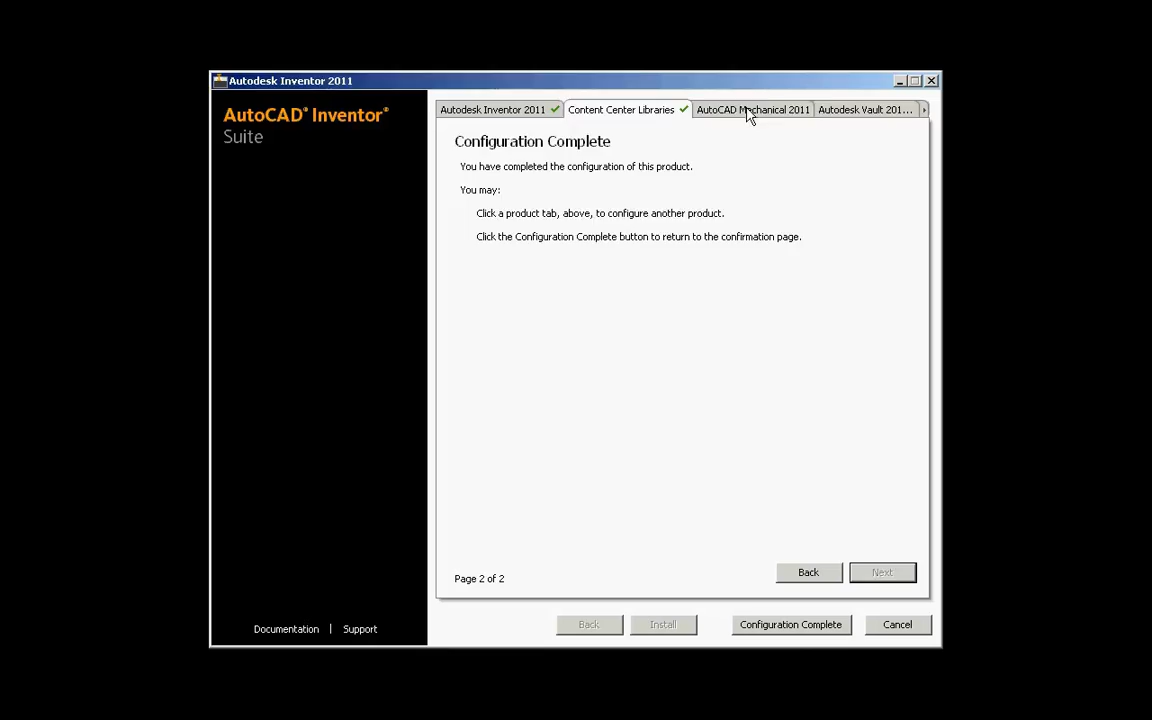 Autodesk Inventor 2011
AutoCAD® Inventor®
Suite
Autodesk Inventor 2011
Content Center Libraries
AutoCAD Mechanical 2011
Autodesk Vault 201...
Configuration Complete
You have completed the configuration of this product.
You may:
Click a product tab, above, to configure another product.
Click the Configuration Complete button to return to the confirmation page.
Page 2 of 2
Back
Next
Documentation | Support
Back
Install
Configuration Complete
Cancel